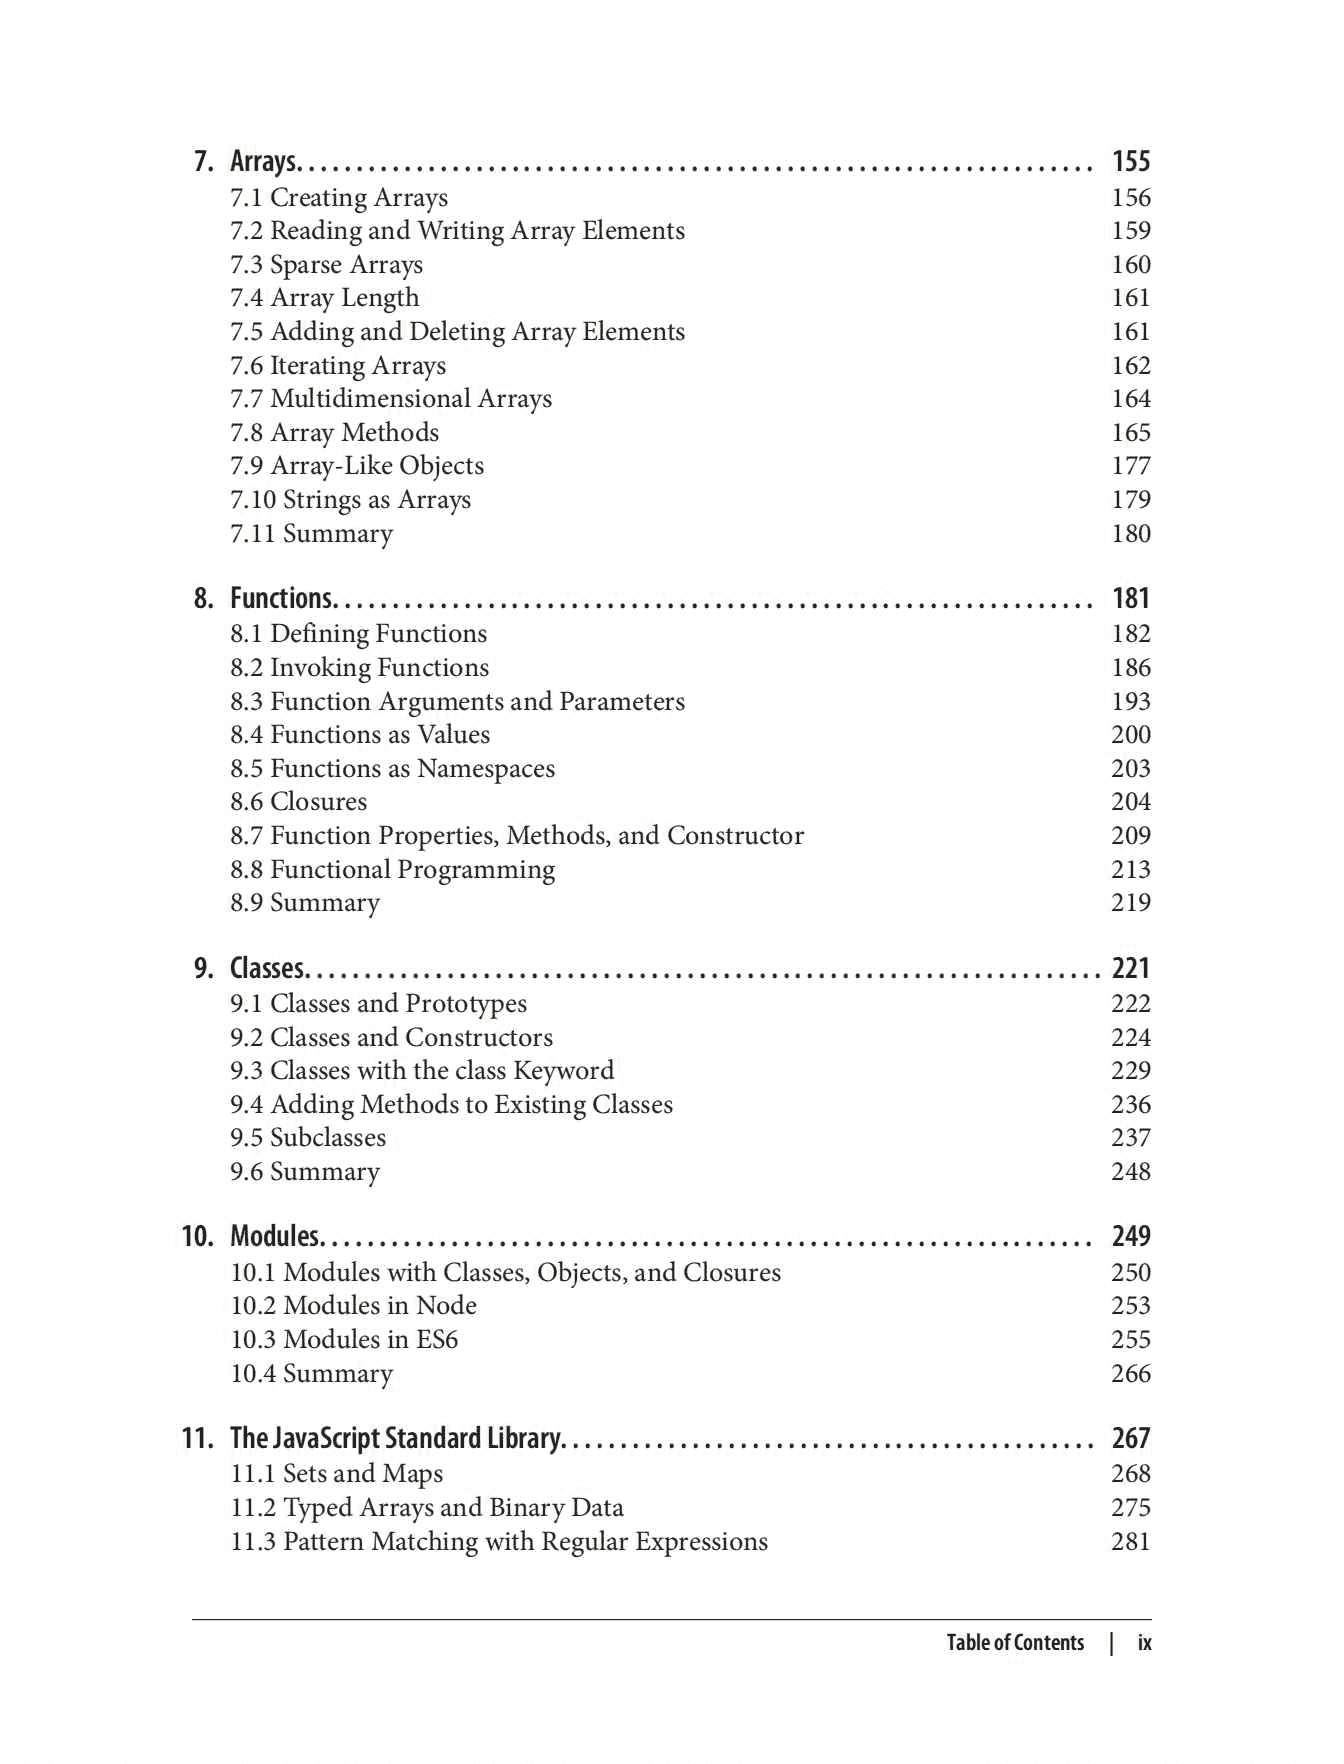 7. Arrays. . . . . . . . . . . . . . . . . . . . . . . . . . . . . . . . . . . . . . . . . . . . . . . . . . . . . . . . . . . . . . . . . . . 155
7.1 Creating Arrays 156
7.2 Reading and Writing Array Elements 159
7.3 Sparse Arrays 160
7.4 Array Length 161
7.5 Adding and Deleting Array Elements 161
7.6 Iterating Arrays 162
7.7 Multidimensional Arrays 164
7.8 Array Methods 165
7.9 Array-Like Objects 177
7.10 Strings as Arrays 179
7.11 Summary 180
8. Functions. . . . . . . . . . . . . . . . . . . . . . . . . . . . . . . . . . . . . . . . . . . . . . . . . . . . . . . . . . . . . . . . 181
8.1 Defining Functions 182
8.2 Invoking Functions 186
8.3 Function Arguments and Parameters 193
8.4 Functions as Values 200
8.5 Functions as Namespaces 203
8.6 Closures 204
8.7 Function Properties, Methods, and Constructor 209
8.8 Functional Programming 213
8.9 Summary 219
9. Classes. . . . . . . . . . . . . . . . . . . . . . . . . . . . . . . . . . . . . . . . . . . . . . . . . . . . . . . . . . . . . . . . . . . 221
9.1 Classes and Prototypes 222
9.2 Classes and Constructors 224
9.3 Classes with the class Keyword 229
9.4 Adding Methods to Existing Classes 236
9.5 Subclasses 237
9.6 Summary 248
10. Modules. . . . . . . . . . . . . . . . . . . . . . . . . . . . . . . . . . . . . . . . . . . . . . . . . . . . . . . . . . . . . . . . . 249
10.1 Modules with Classes, Objects, and Closures 250
10.2 Modules in Node 253
10.3 Modules in ES6 255
10.4 Summary 266
11. The JavaScript Standard Library. . . . . . . . . . . . . . . . . . . . . . . . . . . . . . . . . . . . . . . . . . . . . 267
11.1 Sets and Maps 268
11.2 Typed Arrays and Binary Data 275
11.3 Pattern Matching with Regular Expressions 281
Table of Contents | ix